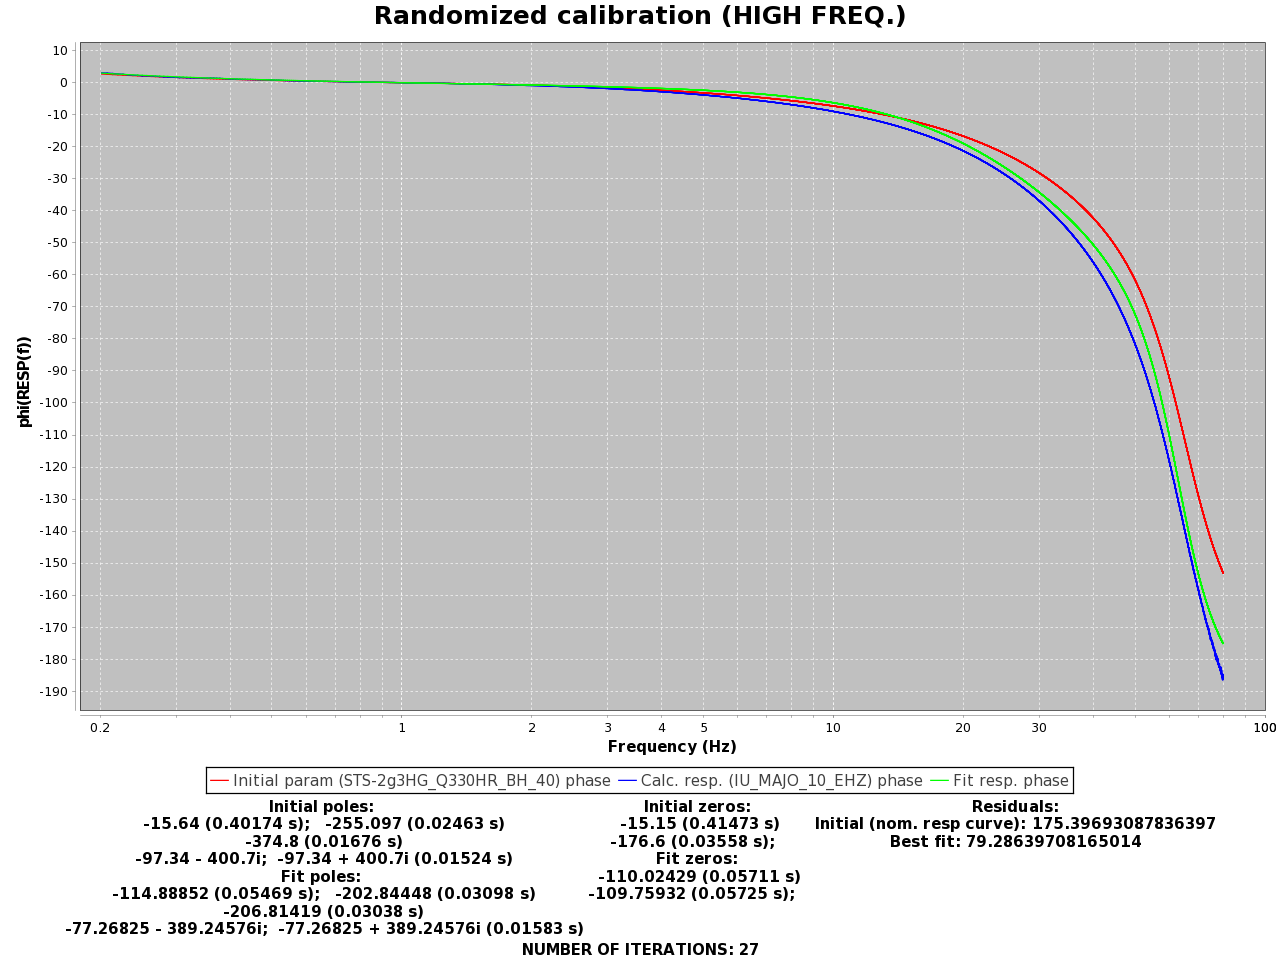 Randomized calibration (HIGH FREQ.)
10
0
-10
-20
-30
-40
-50
-60
-70
-80
-90
-100
-110
-120
-130
-140
-150
-160
-170
-180
-190
phi(RESP(f))
0.2 1 2 3 4 5 10 20 30 100
Frequency (Hz)
Initial param (STS-2g3HG_Q330HR_BH_40) phase Calc. resp. (IU_MAJO_10_EHZ) phase Fit resp. phase
Initial poles:
-15.64 (0.40174 s); -255.097 (0.02463 s)
-374.8 (0.01676 s)
-97.34 - 400.7i; -97.34 + 400.7i (0.01524 s)
Fit poles:
-114.88852 (0.05469 s); -202.84448 (0.03098 s)
-206.81419 (0.03038 s)
-77.26825 - 389.24576i; -77.26825 + 389.24576i (0.01583 s)
Initial zeros:
-15.15 (0.41473 s)
-176.6 (0.03558 s);
Fit zeros:
-110.02429 (0.05711 s)
-109.75932 (0.05725 s);
Residuals:
Initial (nom. resp curve): 175.39693087836397
Best fit: 79.28639708165014
NUMBER OF ITERATIONS: 27